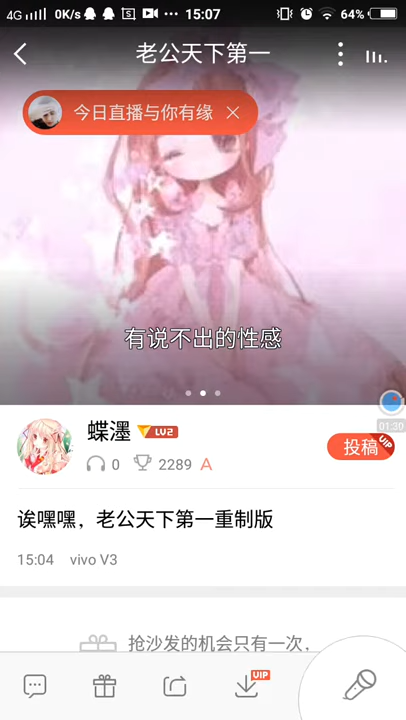 4G 0K/s 15:07 64%
老公天下第一
今日直播与你有缘
有说不出的性感
蝶濹 LV2
0 2289 A
投稿 VIP
01:30
诶嘿嘿，老公天下第一重制版
15:04 vivo V3
抢沙发的机会只有一次，
VIP